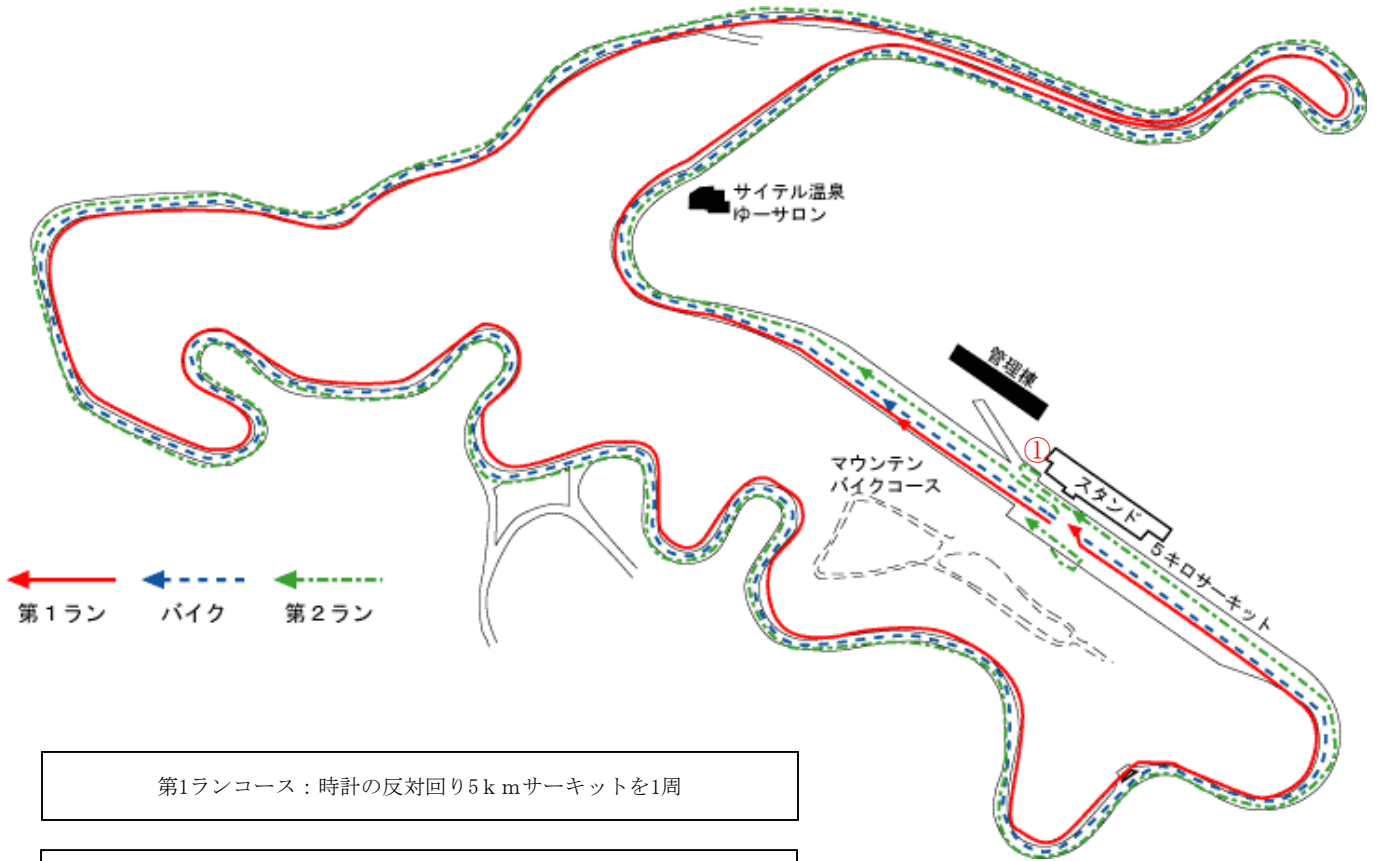 サイテル温泉
ゆーサロン
管理棟
①
スタンド
マウンテン
バイクコース
5キロサーキット
第1ラン
バイク
第2ラン
第1ランコース：時計の反対回り5ｋｍサーキットを1周